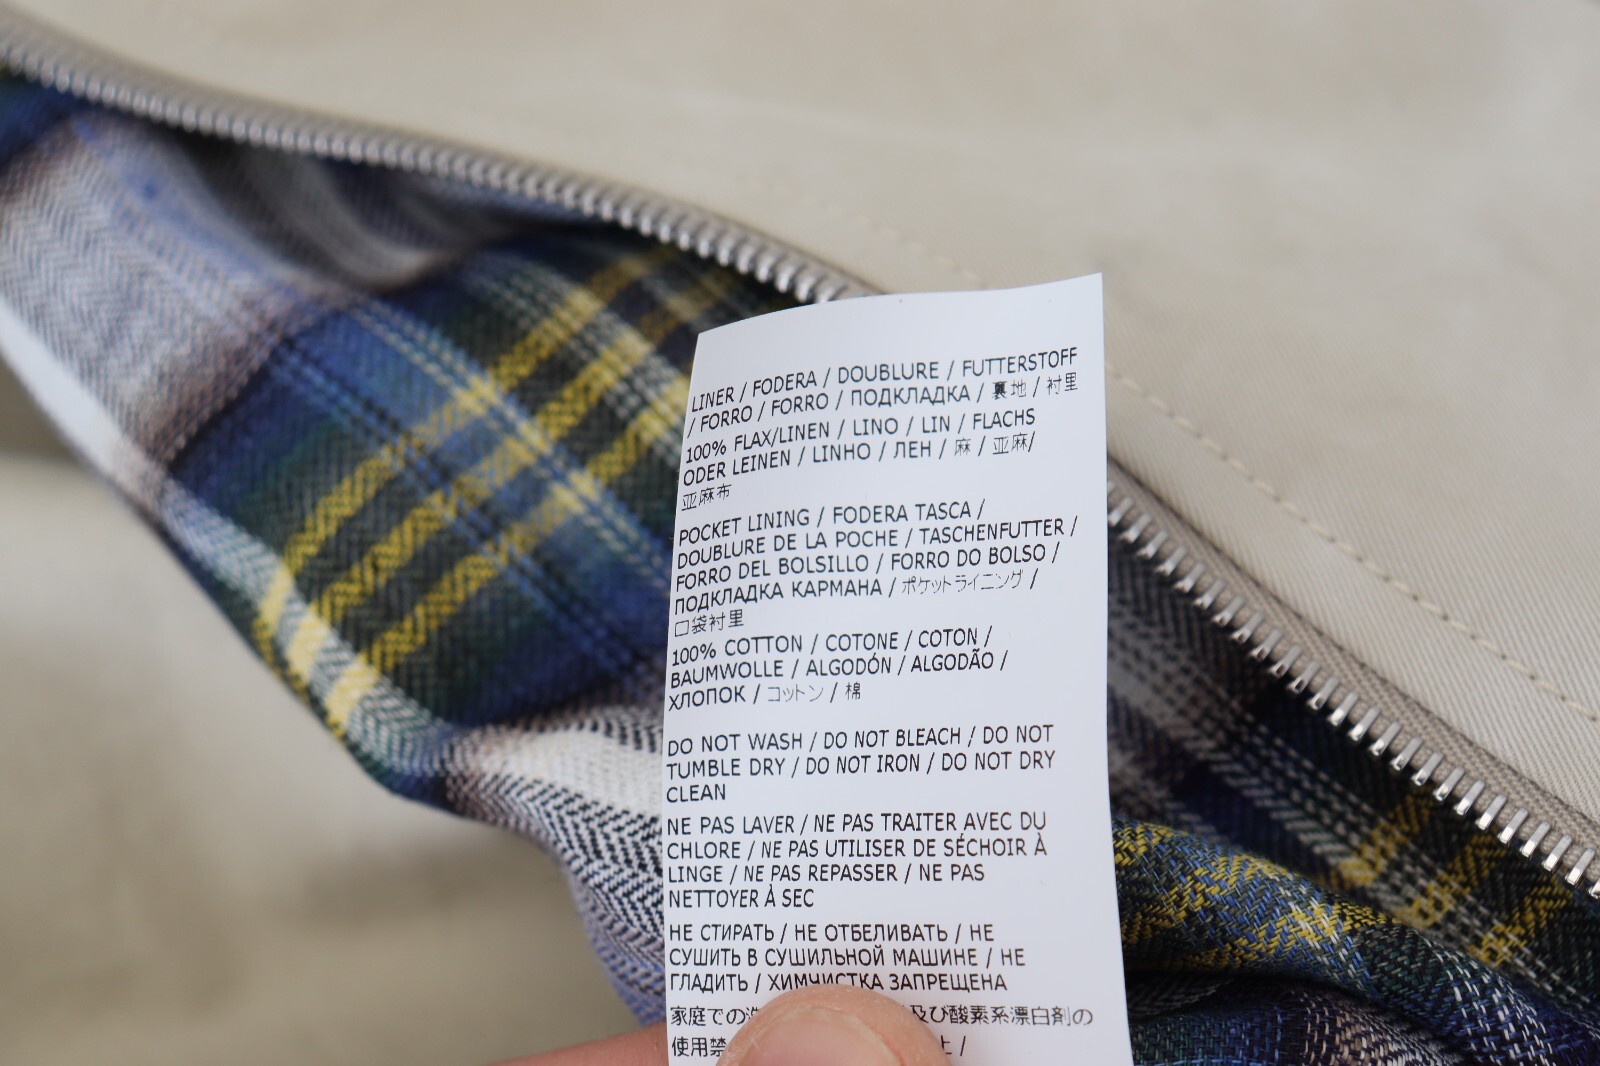 LINER / FODERA / DOUBLURE / FUTTERSTOFF
/ FORRO / FORRO / ПОДКЛАДКА / 裏地 / 衬里
100% FLAX/LINEN / LINO / LIN / FLACHS
ODER LEINEN / LINHO / ЛЕН / 麻 / 亚麻/
亚麻布
POCKET LINING / FODERA TASCA /
DOUBLURE DE LA POCHE / TASCHENFUTTER /
FORRO DEL BOLSILLO / FORRO DO BOLSO /
ПОДКЛАДКА КАРМАНА / ポケットライニング /
口袋衬里
100% COTTON / COTONE / COTON /
BAUMWOLLE / ALGODÓN / ALGODÃO /
ХЛОПОК / コットン / 棉
DO NOT WASH / DO NOT BLEACH / DO NOT
TUMBLE DRY / DO NOT IRON / DO NOT DRY
CLEAN
NE PAS LAVER / NE PAS TRAITER AVEC DU
CHLORE / NE PAS UTILISER DE SÉCHOIR À
LINGE / NE PAS REPASSER / NE PAS
NETTOYER À SEC
НЕ СТИРАТЬ / НЕ ОТБЕЛИВАТЬ / НЕ
СУШИТЬ В СУШИЛЬНОЙ МАШИНЕ / НЕ
ГЛАДИТЬ / ХИМЧИСТКА ЗАПРЕЩЕНА
家庭での 及び酸素系漂白剤の
使用禁 /